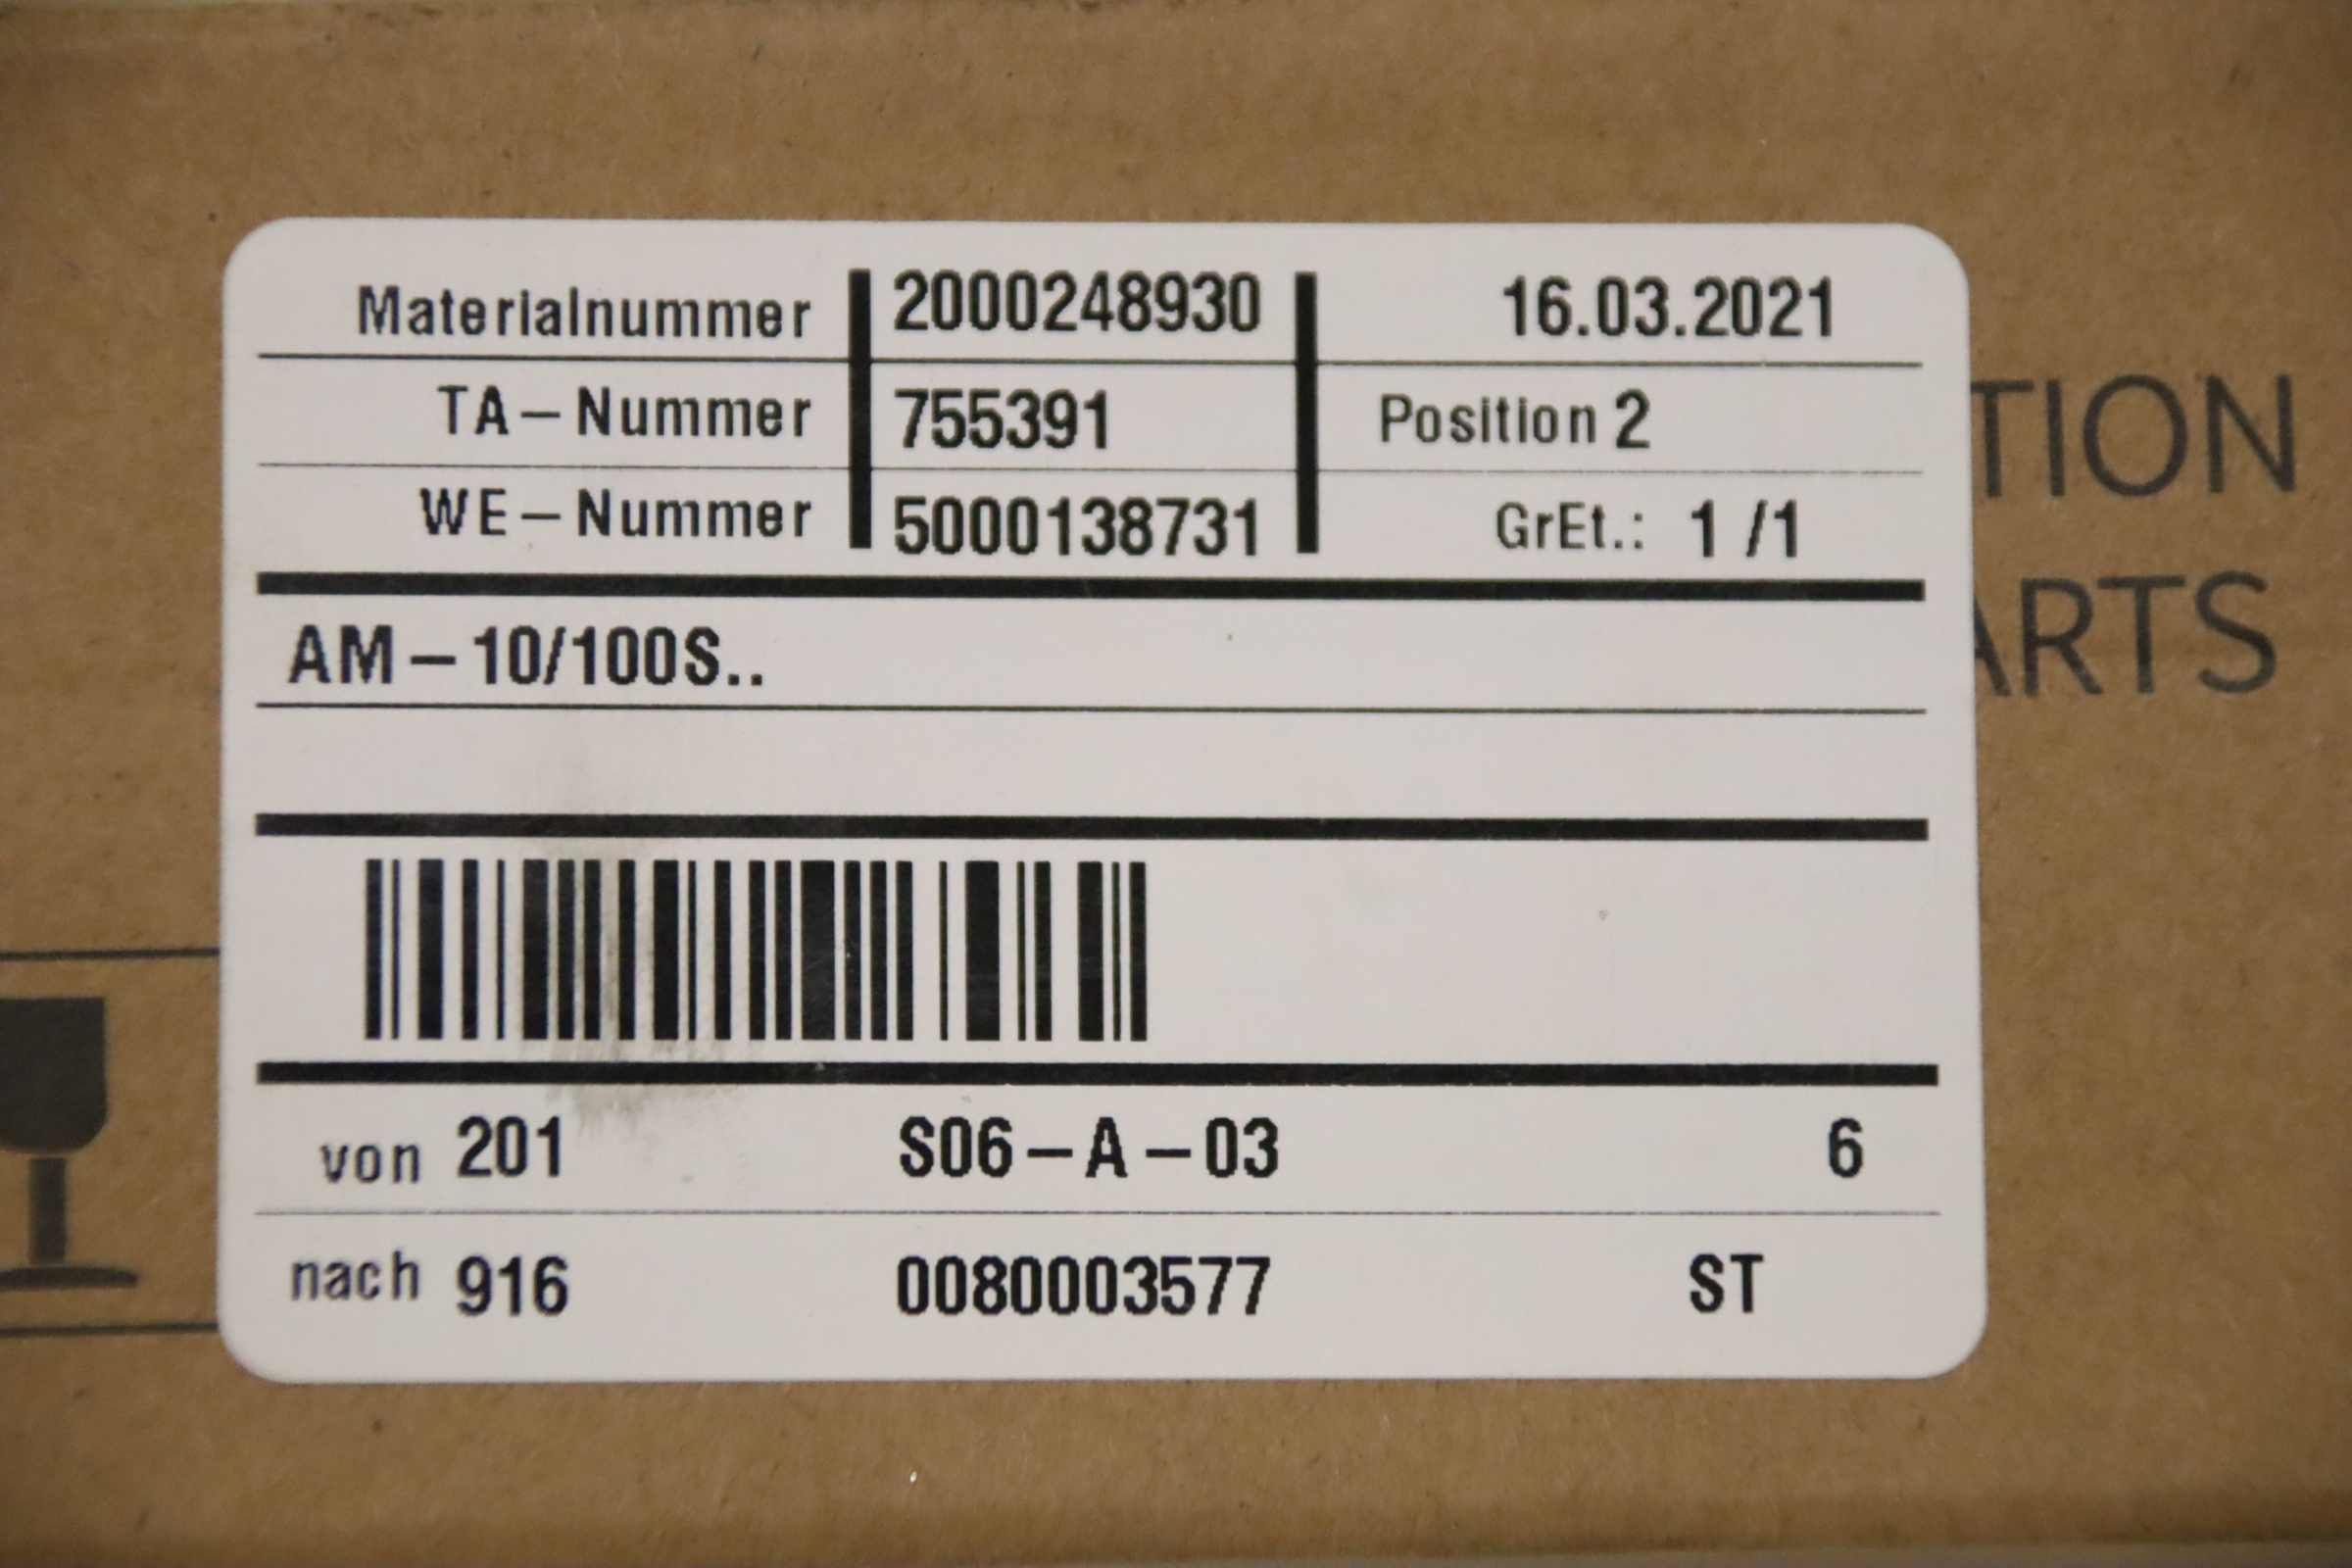 Materialnummer 2000248930 16.03.2021
TA-Nummer 755391 Position 2
WE-Nummer 5000138731 GrEt.: 1 /1
AM-10/100S..
von 201 S06-A-03 6
nach 916 0080003577 ST
TION
ARTS